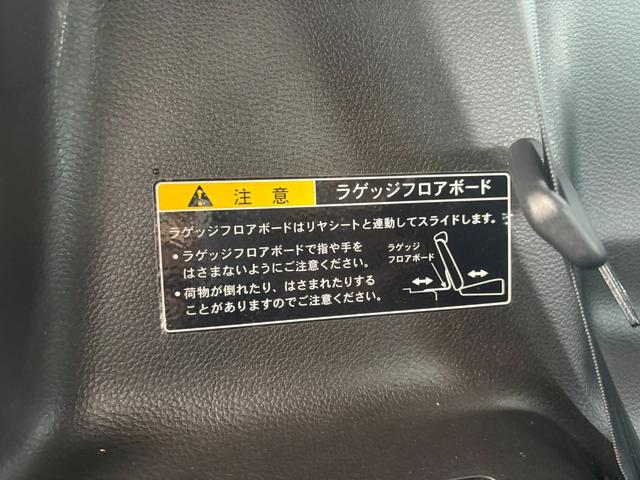 注意 ラゲッジフロアボード
ラゲッジフロアボードはリヤシートと連動してスライドします。
・ラゲッジフロアボードで指や手を
はさまないようにご注意ください。
・荷物が倒れたり、はさまれたりする
ことがありますのでご注意ください。
ラゲッジ
フロアボード